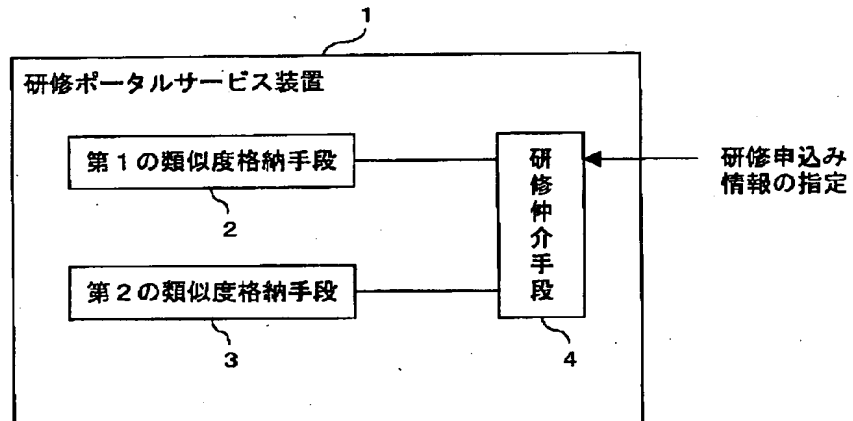 1
研修ポータルサービス装置
第1の類似度格納手段
2
第2の類似度格納手段
3
研修仲介手段
4
研修申込み
情報の指定